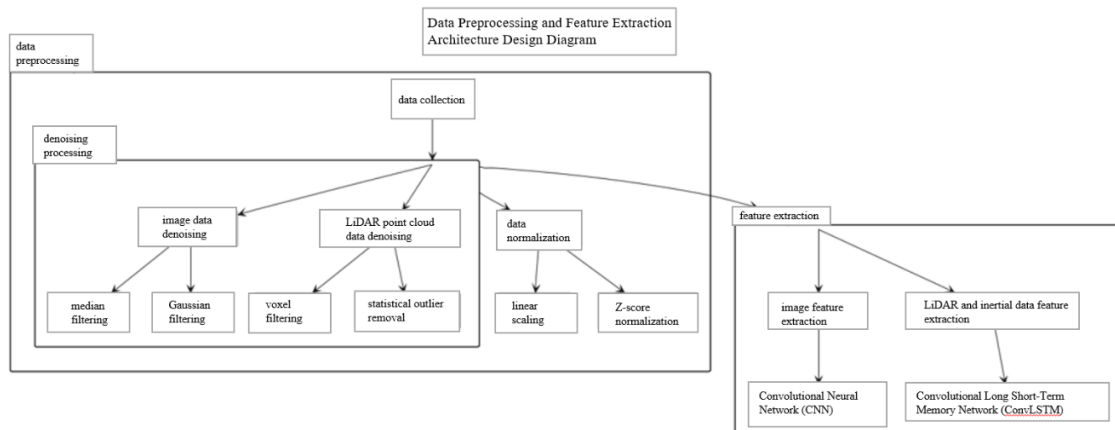 Data Preprocessing and Feature Extraction
Architecture Design Diagram
data
preprocessing
data collection
denoising
processing
image data
denoising
LiDAR point cloud
data denoising
data
normalization
feature extraction
median
filtering
Gaussian
filtering
voxel
filtering
statistical outlier
removal
linear
scaling
Z-score
normalization
image feature
extraction
LiDAR and inertial data feature
extraction
Convolutional Neural
Network (CNN)
Convolutional Long Short-Term
Memory Network (ConvLSTM)